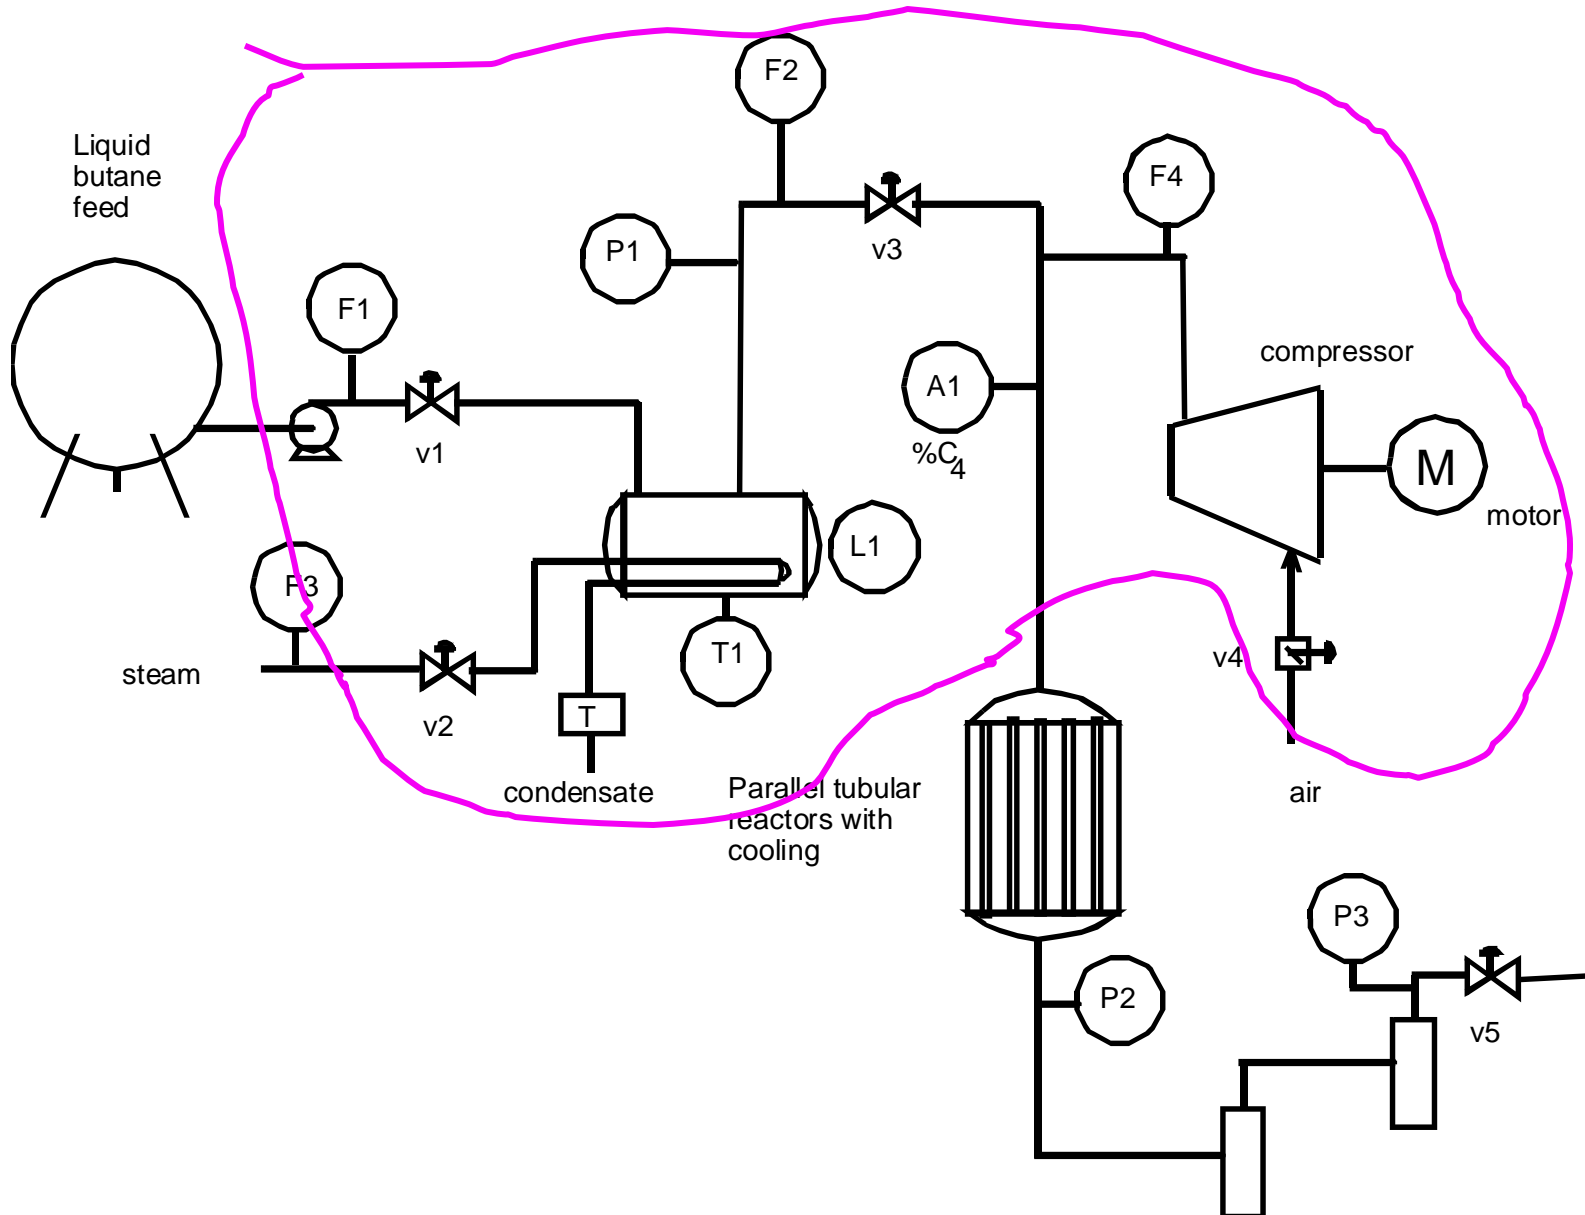 F2
Liquid
butane
feed
F4
P1
v3
F1
compressor
A1
%C4
v1
M
motor
L1
F3
T1
steam
v4
T
v2
condensate
Parallel tubular
reactors with
cooling
air
P3
P2
v5